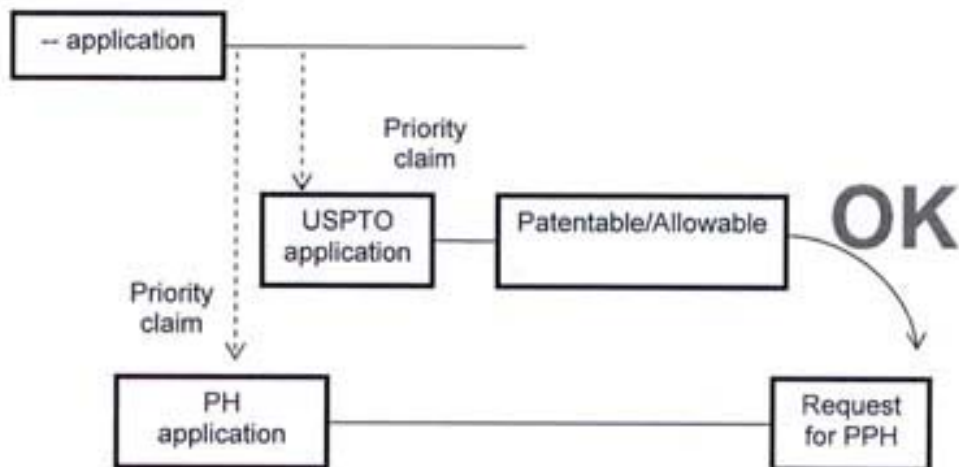 -- application
Priority
claim
USPTO
application
Patentable/Allowable
OK
Priority
claim
PH
application
Request
for PPH